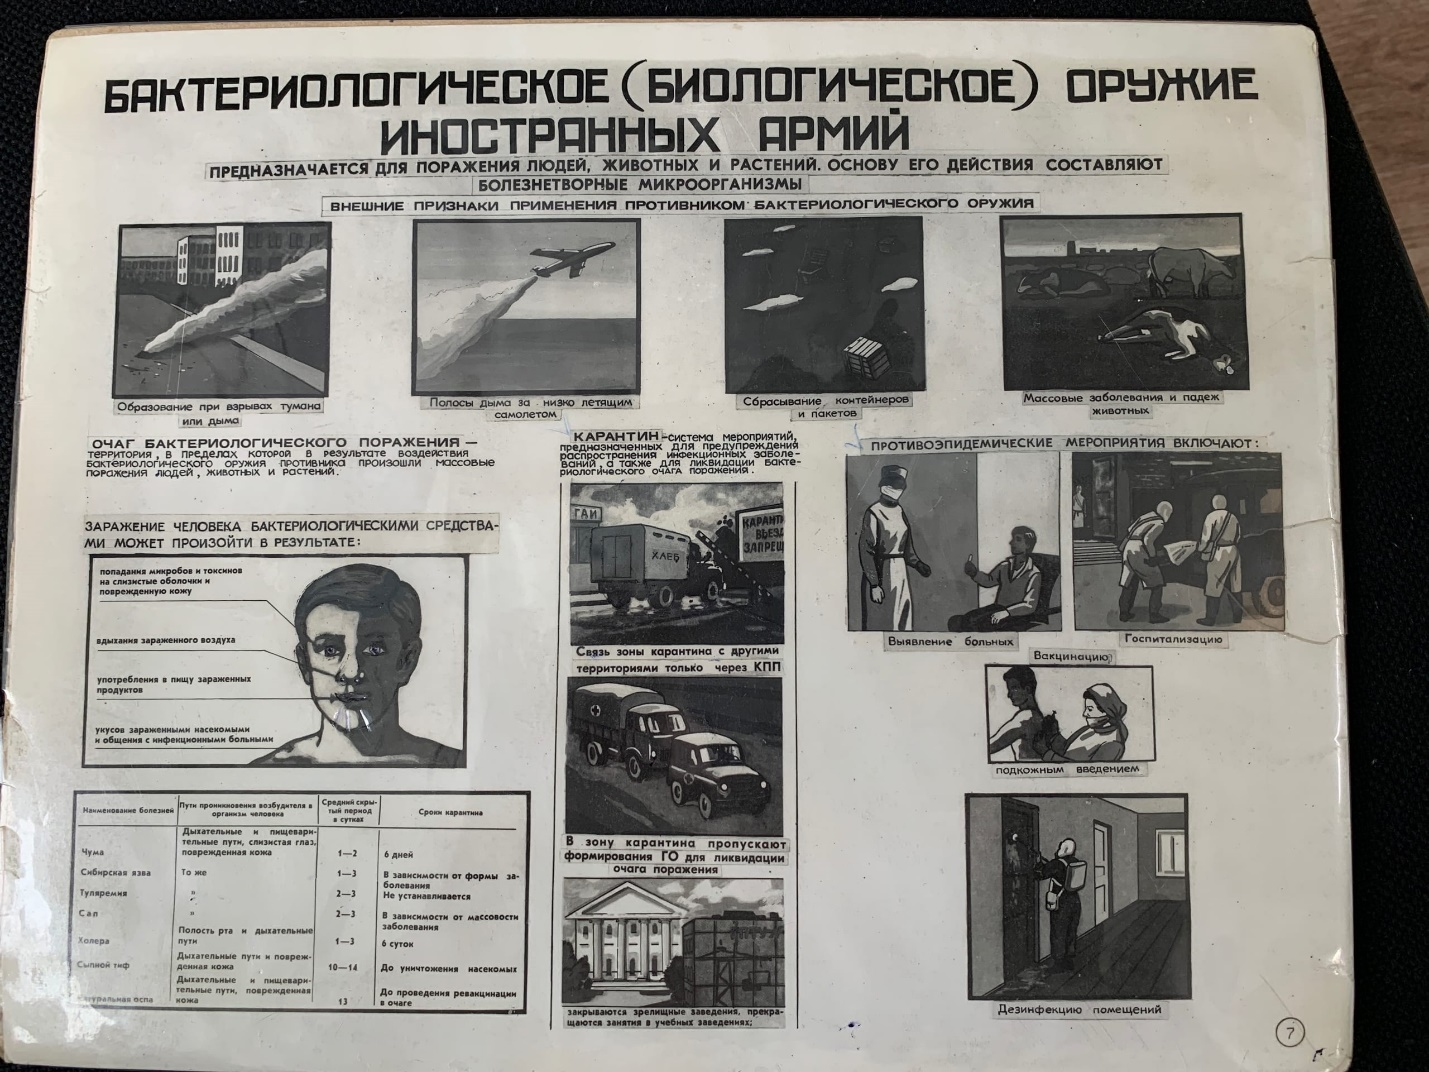 БАКТЕРИОЛОГИЧЕСКОЕ (БИОЛОГИЧЕСКОЕ) ОРУЖИЕ
ИНОСТРАННЫХ АРМИЙ
ПРЕДНАЗНАЧАЕТСЯ ДЛЯ ПОРАЖЕНИЯ ЛЮДЕЙ, ЖИВОТНЫХ И РАСТЕНИЙ. ОСНОВУ ЕГО ДЕЙСТВИЯ СОСТАВЛЯЮТ
БОЛЕЗНЕТВОРНЫЕ МИКРООРГАНИЗМЫ
ВНЕШНИЕ ПРИЗНАКИ ПРИМЕНЕНИЯ ПРОТИВНИКОМ БАКТЕРИОЛОГИЧЕСКОГО ОРУЖИЯ
Образование при взрывах тумана
или дыма
Полосы дыма за низко летящим
самолетом
Сбрасывание контейнеров
и пакетов
Массовые заболевания и падеж
животных
ОЧАГ БАКТЕРИОЛОГИЧЕСКОГО ПОРАЖЕНИЯ —
ТЕРРИТОРИЯ, В ПРЕДЕЛАХ КОТОРОЙ В РЕЗУЛЬТАТЕ ВОЗДЕЙСТВИЯ
БАКТЕРИОЛОГИЧЕСКОГО ОРУЖИЯ ПРОТИВНИКА ПРОИЗОШЛИ МАССОВЫЕ
ПОРАЖЕНИЯ ЛЮДЕЙ, ЖИВОТНЫХ И РАСТЕНИЙ.
ЗАРАЖЕНИЕ ЧЕЛОВЕКА БАКТЕРИОЛОГИЧЕСКИМИ СРЕДСТВА-
МИ МОЖЕТ ПРОИЗОЙТИ В РЕЗУЛЬТАТЕ:
попадания микробов и токсинов
на слизистые оболочки и
поврежденную кожу
вдыхания зараженного воздуха
употребления в пищу зараженных
продуктов
укусов зараженными насекомыми
и общения с инфекционными больными
Наименование болезней
Пути проникновения возбудителя в
организм человека
Средний скры-
тый период
в сутках
Сроки карантина
Чума
Дыхательные и пищевари-
тельные пути, слизистая глаз,
поврежденная кожа
1—2
6 дней
Сибирская язва
То же
1—3
В зависимости от формы за-
болевания
Туляремия
"
2—3
Не устанавливается
Сап
"
2—3
В зависимости от массовости
заболевания
Холера
Полость рта и дыхательные
пути
1—3
6 суток
Сыпной тиф
Дыхательные пути и повреж-
денная кожа
10—14
До уничтожения насекомых
Натуральная оспа
Дыхательные и пищевари-
тельные пути, поврежденная
кожа
13
До проведения ревакцинации
в очаге
КАРАНТИН-СИСТЕМА МЕРОПРИЯТИЙ,
ПРЕДНАЗНАЧЕННЫХ ДЛЯ ПРЕДУПРЕЖДЕНИЯ
РАСПРОСТРАНЕНИЯ ИНФЕКЦИОННЫХ ЗАБОЛЕ-
ВАНИЙ, А ТАКЖЕ ДЛЯ ЛИКВИДАЦИИ БАКТЕ-
РИОЛОГИЧЕСКОГО ОЧАГА ПОРАЖЕНИЯ.
ГАИ
ХЛЕБ
КАРАНТИ
ВЪЕЗД
ЗАПРЕЩ
Связь зоны карантина с другими
территориями только через КПП
В зону карантина пропускают
формирования ГО для ликвидации
очага поражения
закрываются зрелищные заведения, прекра-
щаются занятия в учебных заведениях;
ПРОТИВОЭПИДЕМИЧЕСКИЕ МЕРОПРИЯТИЯ ВКЛЮЧАЮТ:
Выявление больных
Госпитализацию
Вакцинацию
подкожным введением
Дезинфекцию помещений
7